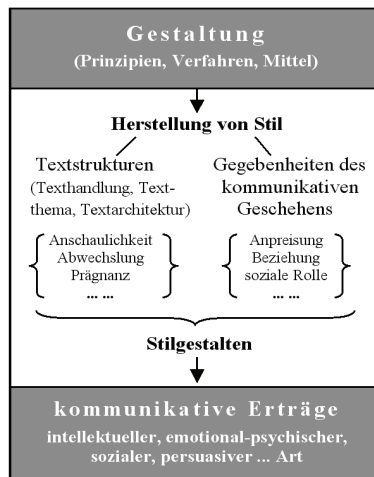 Gestaltung
(Prinzipien, Verfahren, Mittel)
Herstellung von Stil
Textstrukturen
(Texthandlung, Text-
thema, Textarchitektur)
Gegebenheiten des
kommunikativen
Geschehens
Anschaulichkeit
Abwechslung
Prägnanz
... ...
Anpreisung
Beziehung
soziale Rolle
... ...
Stilgestalten
kommunikative Erträge
intellektueller, emotional-psychischer,
sozialer, persuasiver ... Art